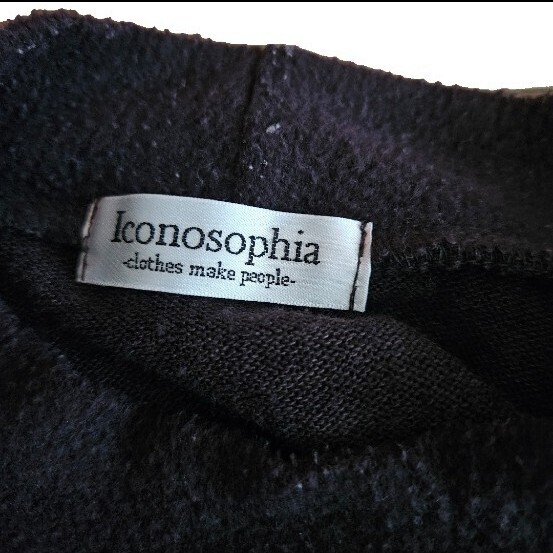 Iconosophia
-clothes make people-